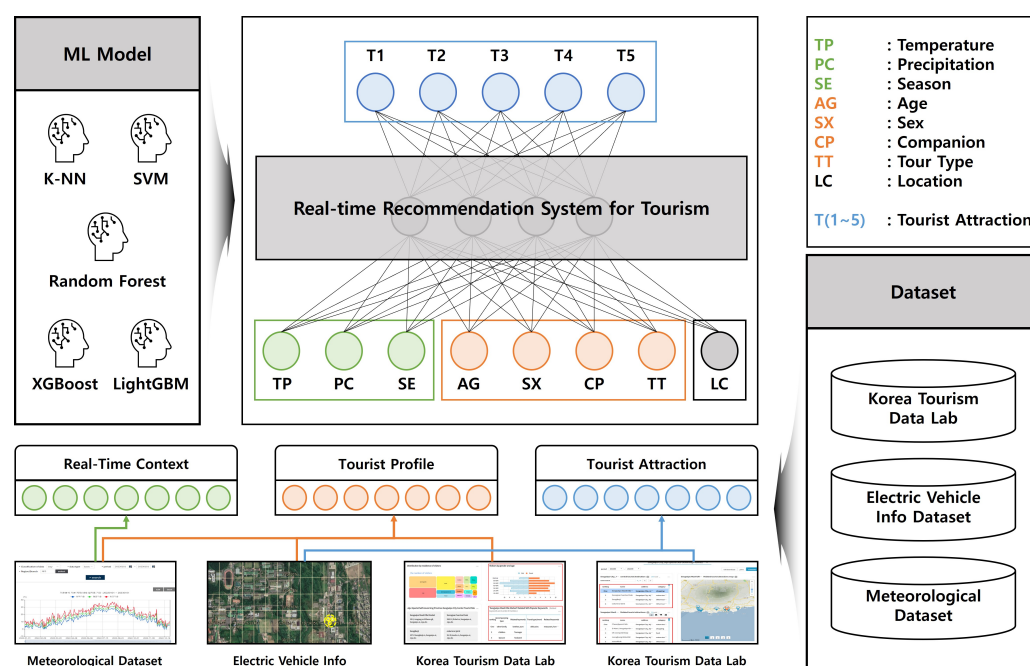 ML Model
K-NN
SVM
Random Forest
XGBoost
LightGBM
T1 T2 T3 T4 T5
Real-time Recommendation System for Tourism
TP PC SE AG SX CP TT LC
TP : Temperature
PC : Precipitation
SE : Season
AG : Age
SX : Sex
CP : Companion
TT : Tour Type
LC : Location
T(1~5) : Tourist Attraction
Dataset
Korea Tourism
Data Lab
Electric Vehicle
Info Dataset
Meteorological
Dataset
Real-Time Context
Tourist Profile
Tourist Attraction
Meteorological Dataset
Electric Vehicle Info
Korea Tourism Data Lab
Korea Tourism Data Lab